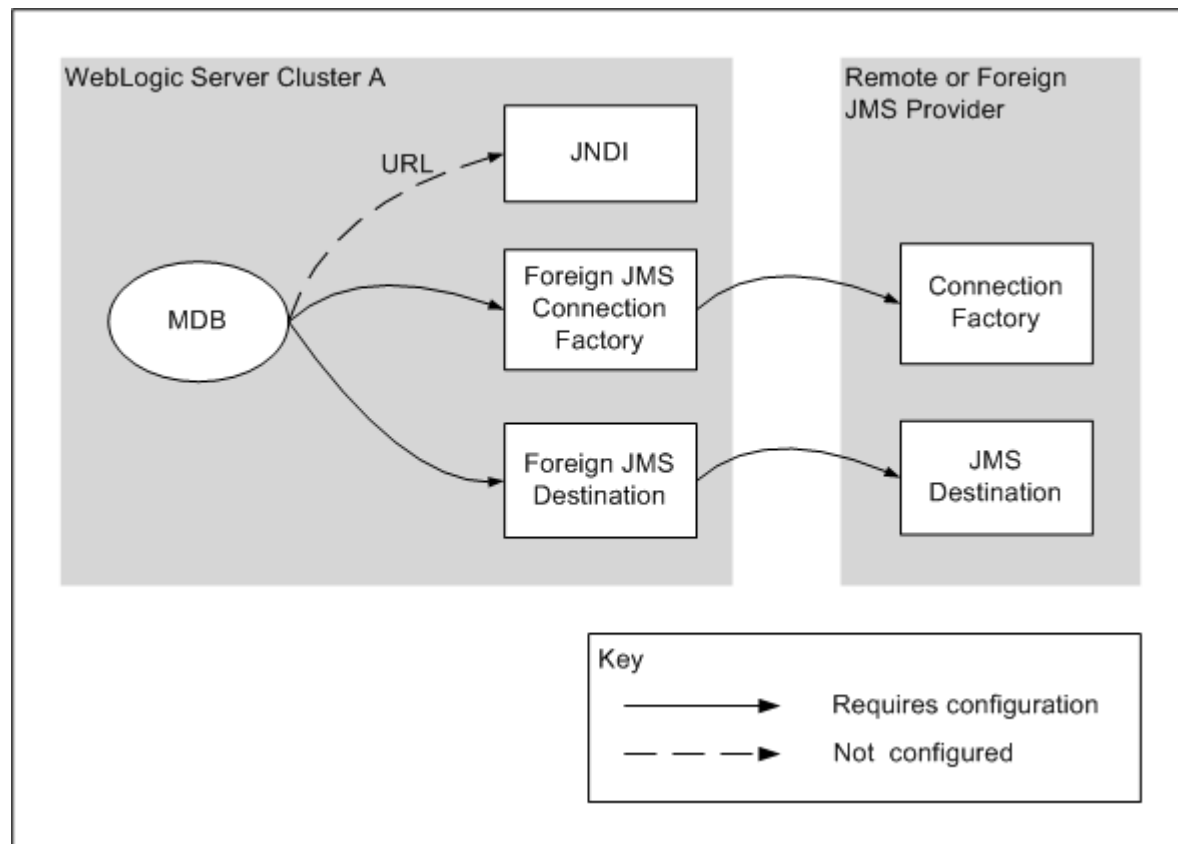 WebLogic Server Cluster A
Remote or Foreign
JMS Provider
URL
JNDI
MDB
Foreign JMS
Connection
Factory
Connection
Factory
Foreign JMS
Destination
JMS
Destination
Key
Requires configuration
Not configured